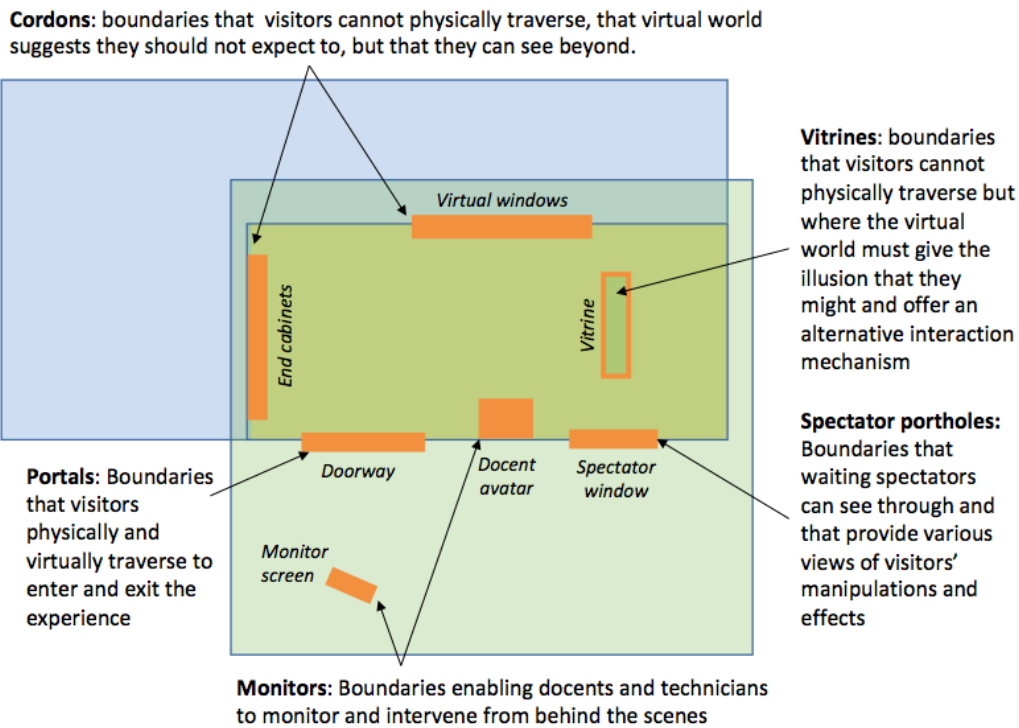 Cordons: boundaries that visitors cannot physically traverse, that virtual world
suggests they should not expect to, but that they can see beyond.
Vitrines: boundaries
that visitors cannot
physically traverse but
where the virtual
world must give the
illusion that they
might and offer an
alternative interaction
mechanism
Virtual windows
End cabinets
Vitrine
Spectator portholes:
Boundaries that
waiting spectators
can see through and
that provide various
views of visitors’
manipulations and
effects
Doorway
Docent
avatar
Spectator
window
Portals: Boundaries
that visitors
physically and
virtually traverse to
enter and exit the
experience
Monitor
screen
Monitors: Boundaries enabling docents and technicians
to monitor and intervene from behind the scenes